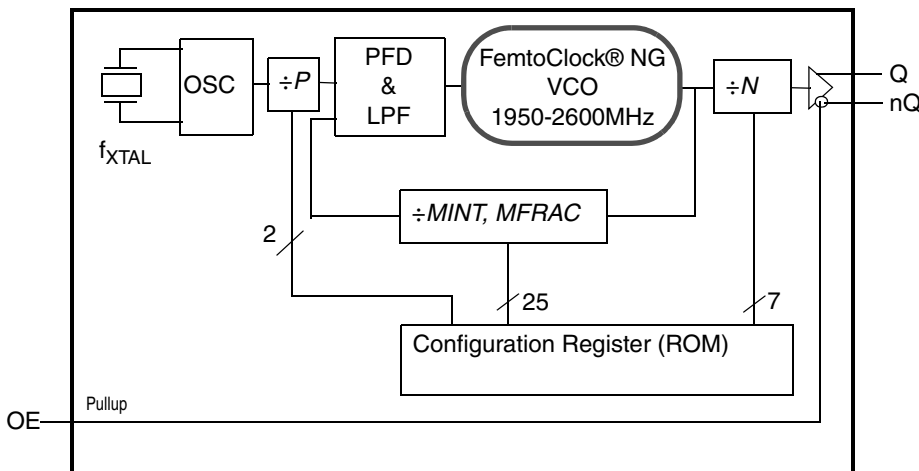 OSC
÷P
PFD
&
LPF
FemtoClock® NG
VCO
1950-2600MHz
÷N
Q
nQ
fXTAL
÷MINT, MFRAC
2
25
7
Configuration Register (ROM)
Pullup
OE